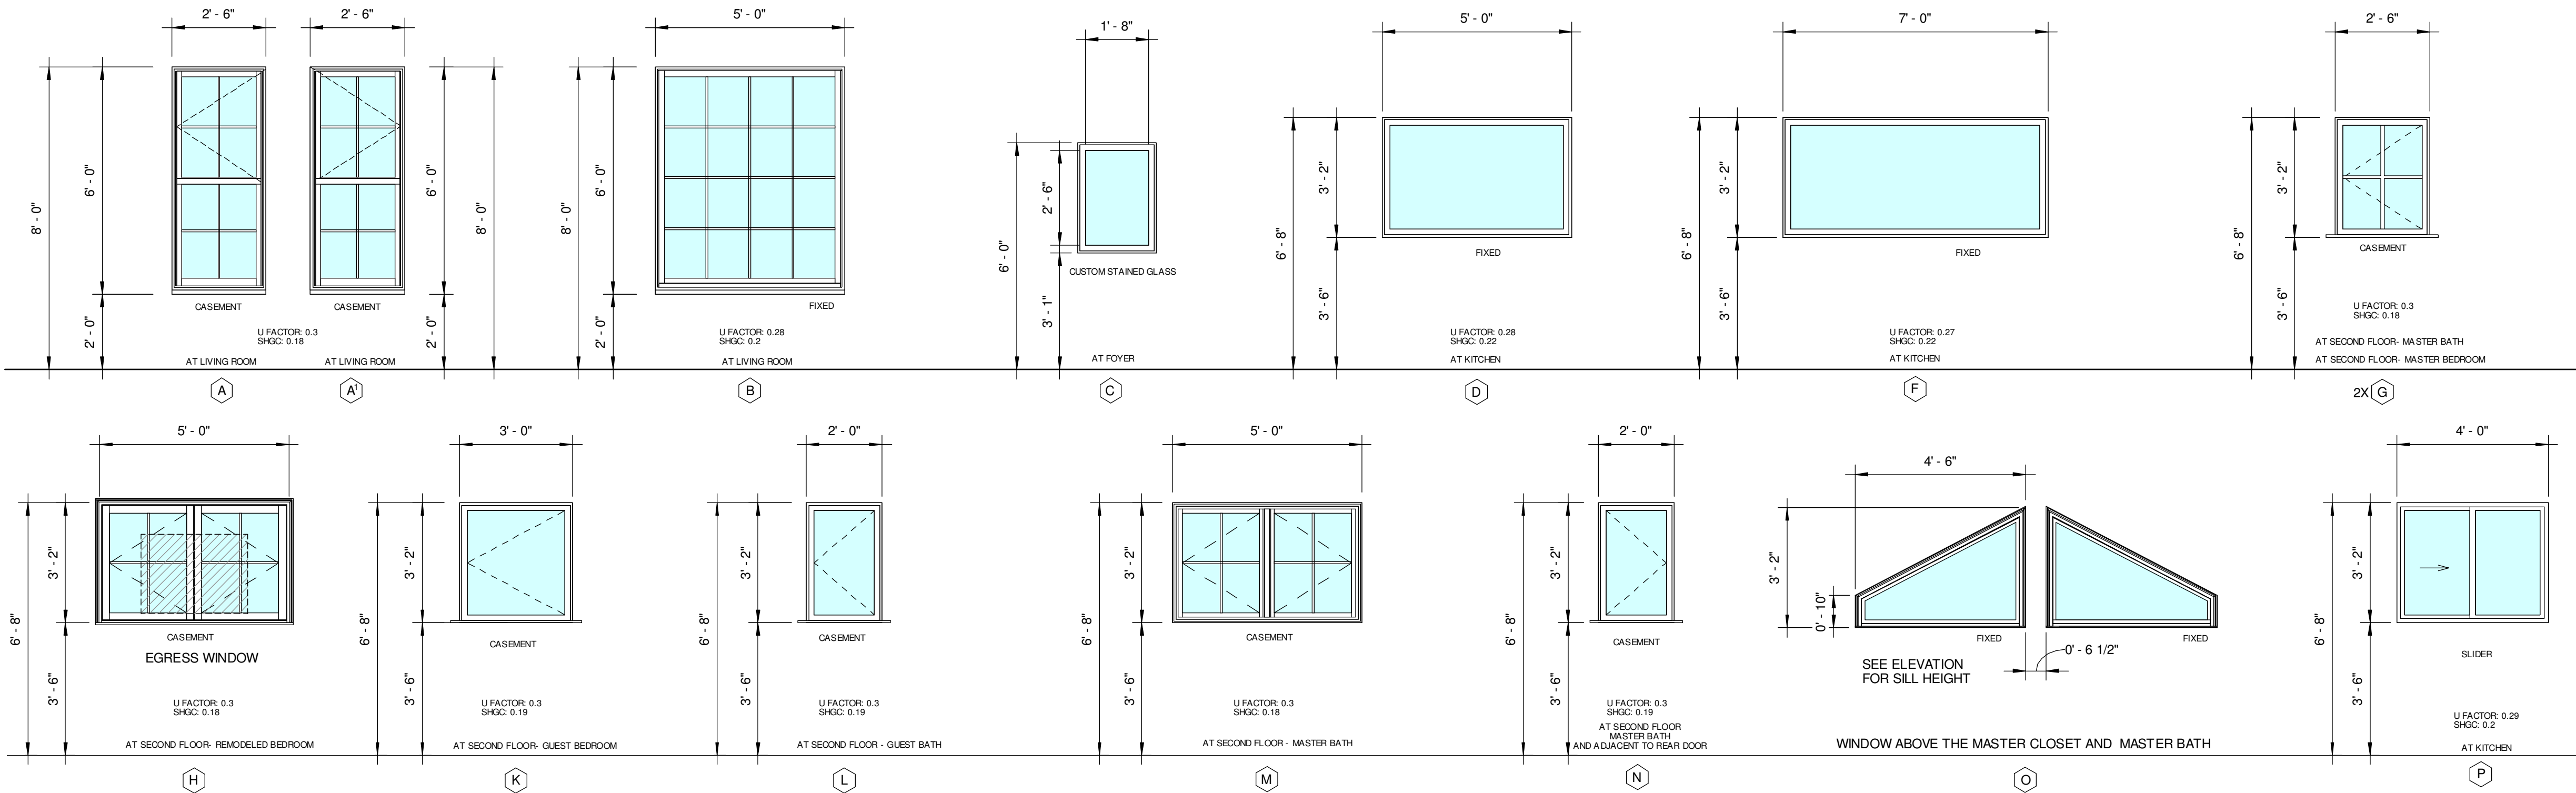 2' - 6"
2' - 6"
8' - 0"
6' - 0"
2' - 0"
6' - 0"
2' - 0"
8' - 0"
CASEMENT
CASEMENT
U FACTOR: 0.3
SHGC: 0.18
AT LIVING ROOM
AT LIVING ROOM
A
A¹
5' - 0"
8' - 0"
6' - 0"
2' - 0"
FIXED
U FACTOR: 0.28
SHGC: 0.2
AT LIVING ROOM
B
1' - 8"
6' - 0"
2' - 6"
3' - 1"
CUSTOM STAINED GLASS
AT FOYER
C
5' - 0"
6' - 8"
3' - 2"
3' - 6"
FIXED
U FACTOR: 0.28
SHGC: 0.22
AT KITCHEN
D
7' - 0"
6' - 8"
3' - 2"
3' - 6"
FIXED
U FACTOR: 0.27
SHGC: 0.22
AT KITCHEN
F
2' - 6"
6' - 8"
3' - 2"
3' - 6"
CASEMENT
U FACTOR: 0.3
SHGC: 0.18
AT SECOND FLOOR- MASTER BATH
AT SECOND FLOOR- MASTER BEDROOM
2X G
5' - 0"
6' - 8"
3' - 2"
3' - 6"
CASEMENT
EGRESS WINDOW
U FACTOR: 0.3
SHGC: 0.18
AT SECOND FLOOR- REMODELED BEDROOM
H
3' - 0"
6' - 8"
3' - 2"
3' - 6"
CASEMENT
U FACTOR: 0.3
SHGC: 0.19
AT SECOND FLOOR- GUEST BEDROOM
K
2' - 0"
6' - 8"
3' - 2"
3' - 6"
CASEMENT
U FACTOR: 0.3
SHGC: 0.19
AT SECOND FLOOR - GUEST BATH
L
5' - 0"
6' - 8"
3' - 2"
3' - 6"
CASEMENT
U FACTOR: 0.3
SHGC: 0.18
AT SECOND FLOOR - MASTER BATH
M
2' - 0"
6' - 8"
3' - 2"
3' - 6"
CASEMENT
U FACTOR: 0.3
SHGC: 0.19
AT SECOND FLOOR
MASTER BATH
AND ADJACENT TO REAR DOOR
N
4' - 6"
3' - 2"
0' - 10"
FIXED
FIXED
0' - 6 1/2"
SEE ELEVATION
FOR SILL HEIGHT
WINDOW ABOVE THE MASTER CLOSET AND MASTER BATH
O
4' - 0"
6' - 8"
3' - 2"
3' - 6"
SLIDER
U FACTOR: 0.29
SHGC: 0.2
AT KITCHEN
P